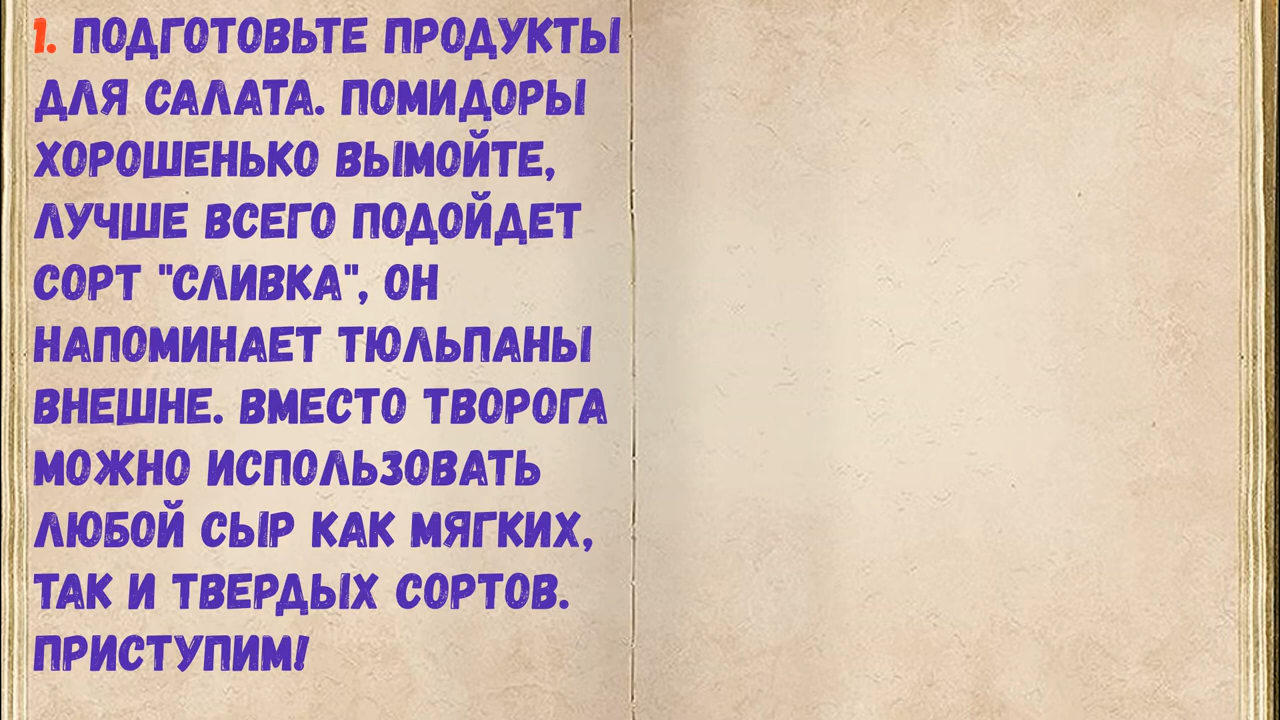 1. ПОДГОТОВЬТЕ ПРОДУКТЫ
ДЛЯ САЛАТА. ПОМИДОРЫ
ХОРОШЕНЬКО ВЫМОЙТЕ,
ЛУЧШЕ ВСЕГО ПОДОЙДЕТ
СОРТ "СЛИВКА", ОН
НАПОМИНАЕТ ТЮЛЬПАНЫ
ВНЕШНЕ. ВМЕСТО ТВОРОГА
МОЖНО ИСПОЛЬЗОВАТЬ
ЛЮБОЙ СЫР КАК МЯГКИХ,
ТАК И ТВЕРДЫХ СОРТОВ.
ПРИСТУПИМ!